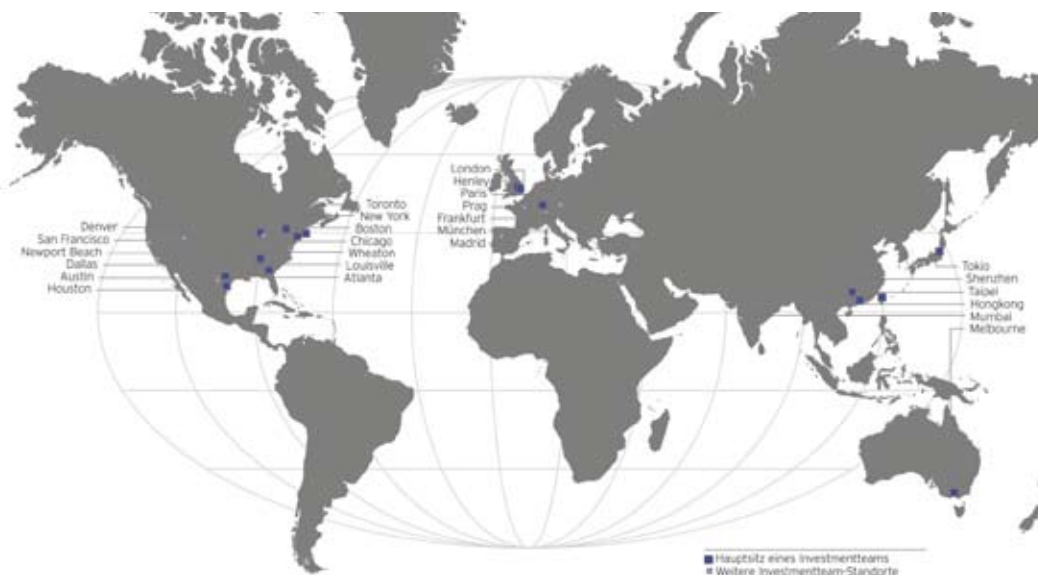 Denver
San Francisco
Newport Beach
Dallas
Austin
Houston
Toronto
New York
Boston
Chicago
Wheaton
Louisville
Atlanta
London
Henley
Paris
Prag
Frankfurt
München
Madrid
Tokio
Shenzhen
Taipei
Hongkong
Mumbai
Melbourne
Hauptsitz eines Investmentteams
Weitere Investmentteam-Standorte